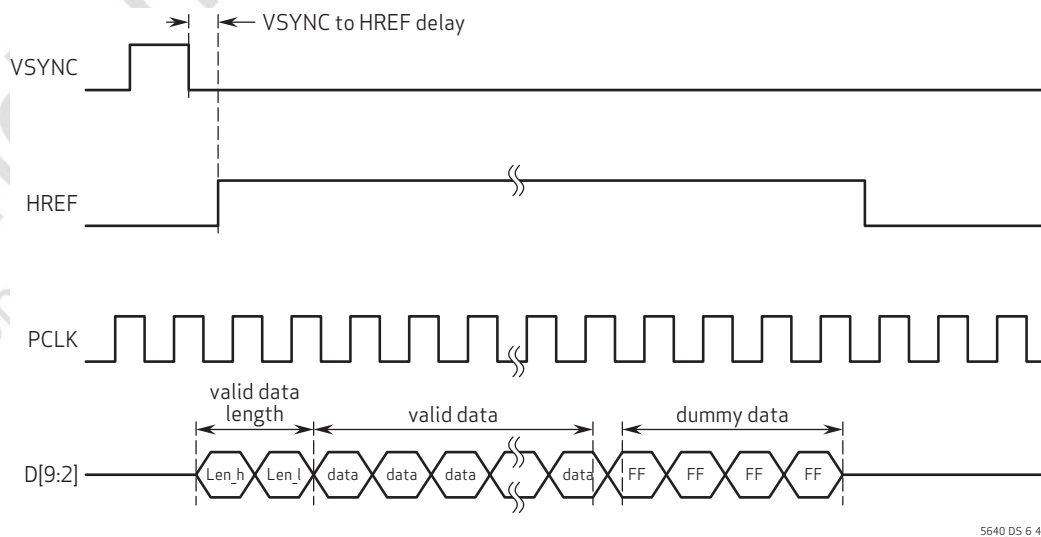 VSYNC to HREF delay
VSYNC
HREF
PCLK
valid data
length
valid data
dummy data
D[9:2]
Len_h Len_l data data data data FF FF FF FF
5640 DS 6 4